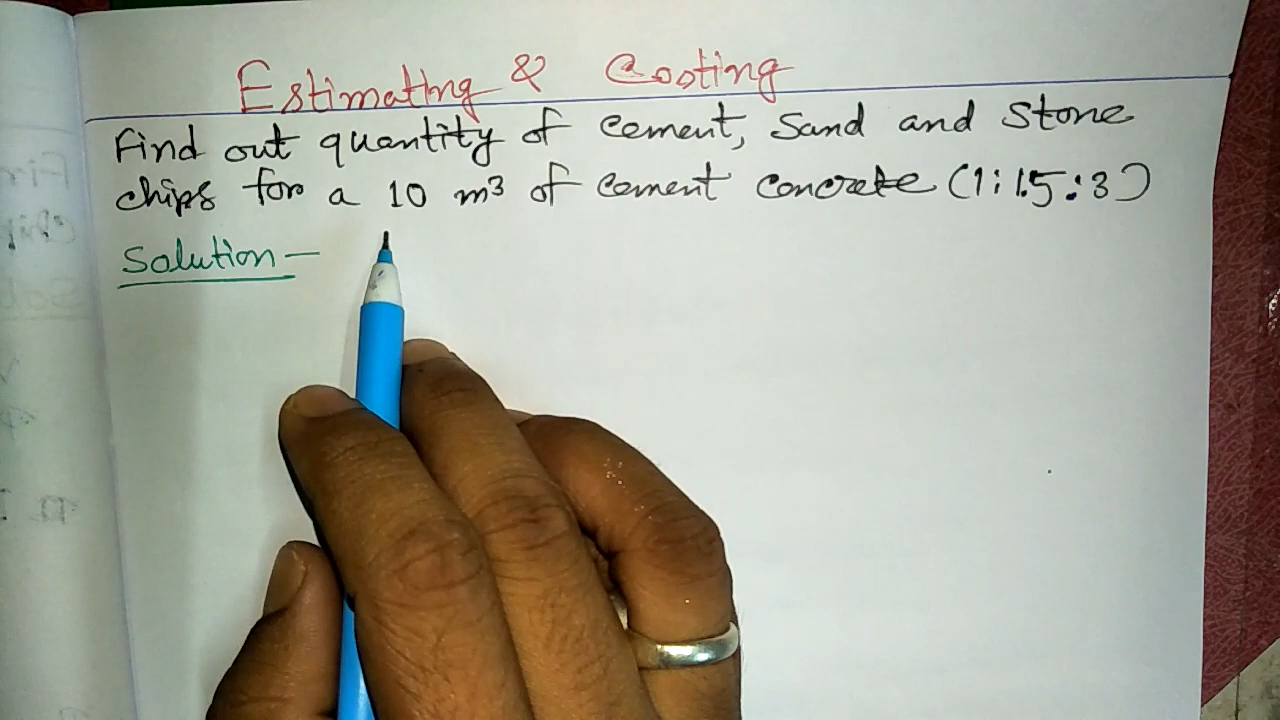 Estimating & Costing
Find out quantity of cement, Sand and Stone
chips for a 10 m³ of cement concrete (1:1.5:3)
Solution -